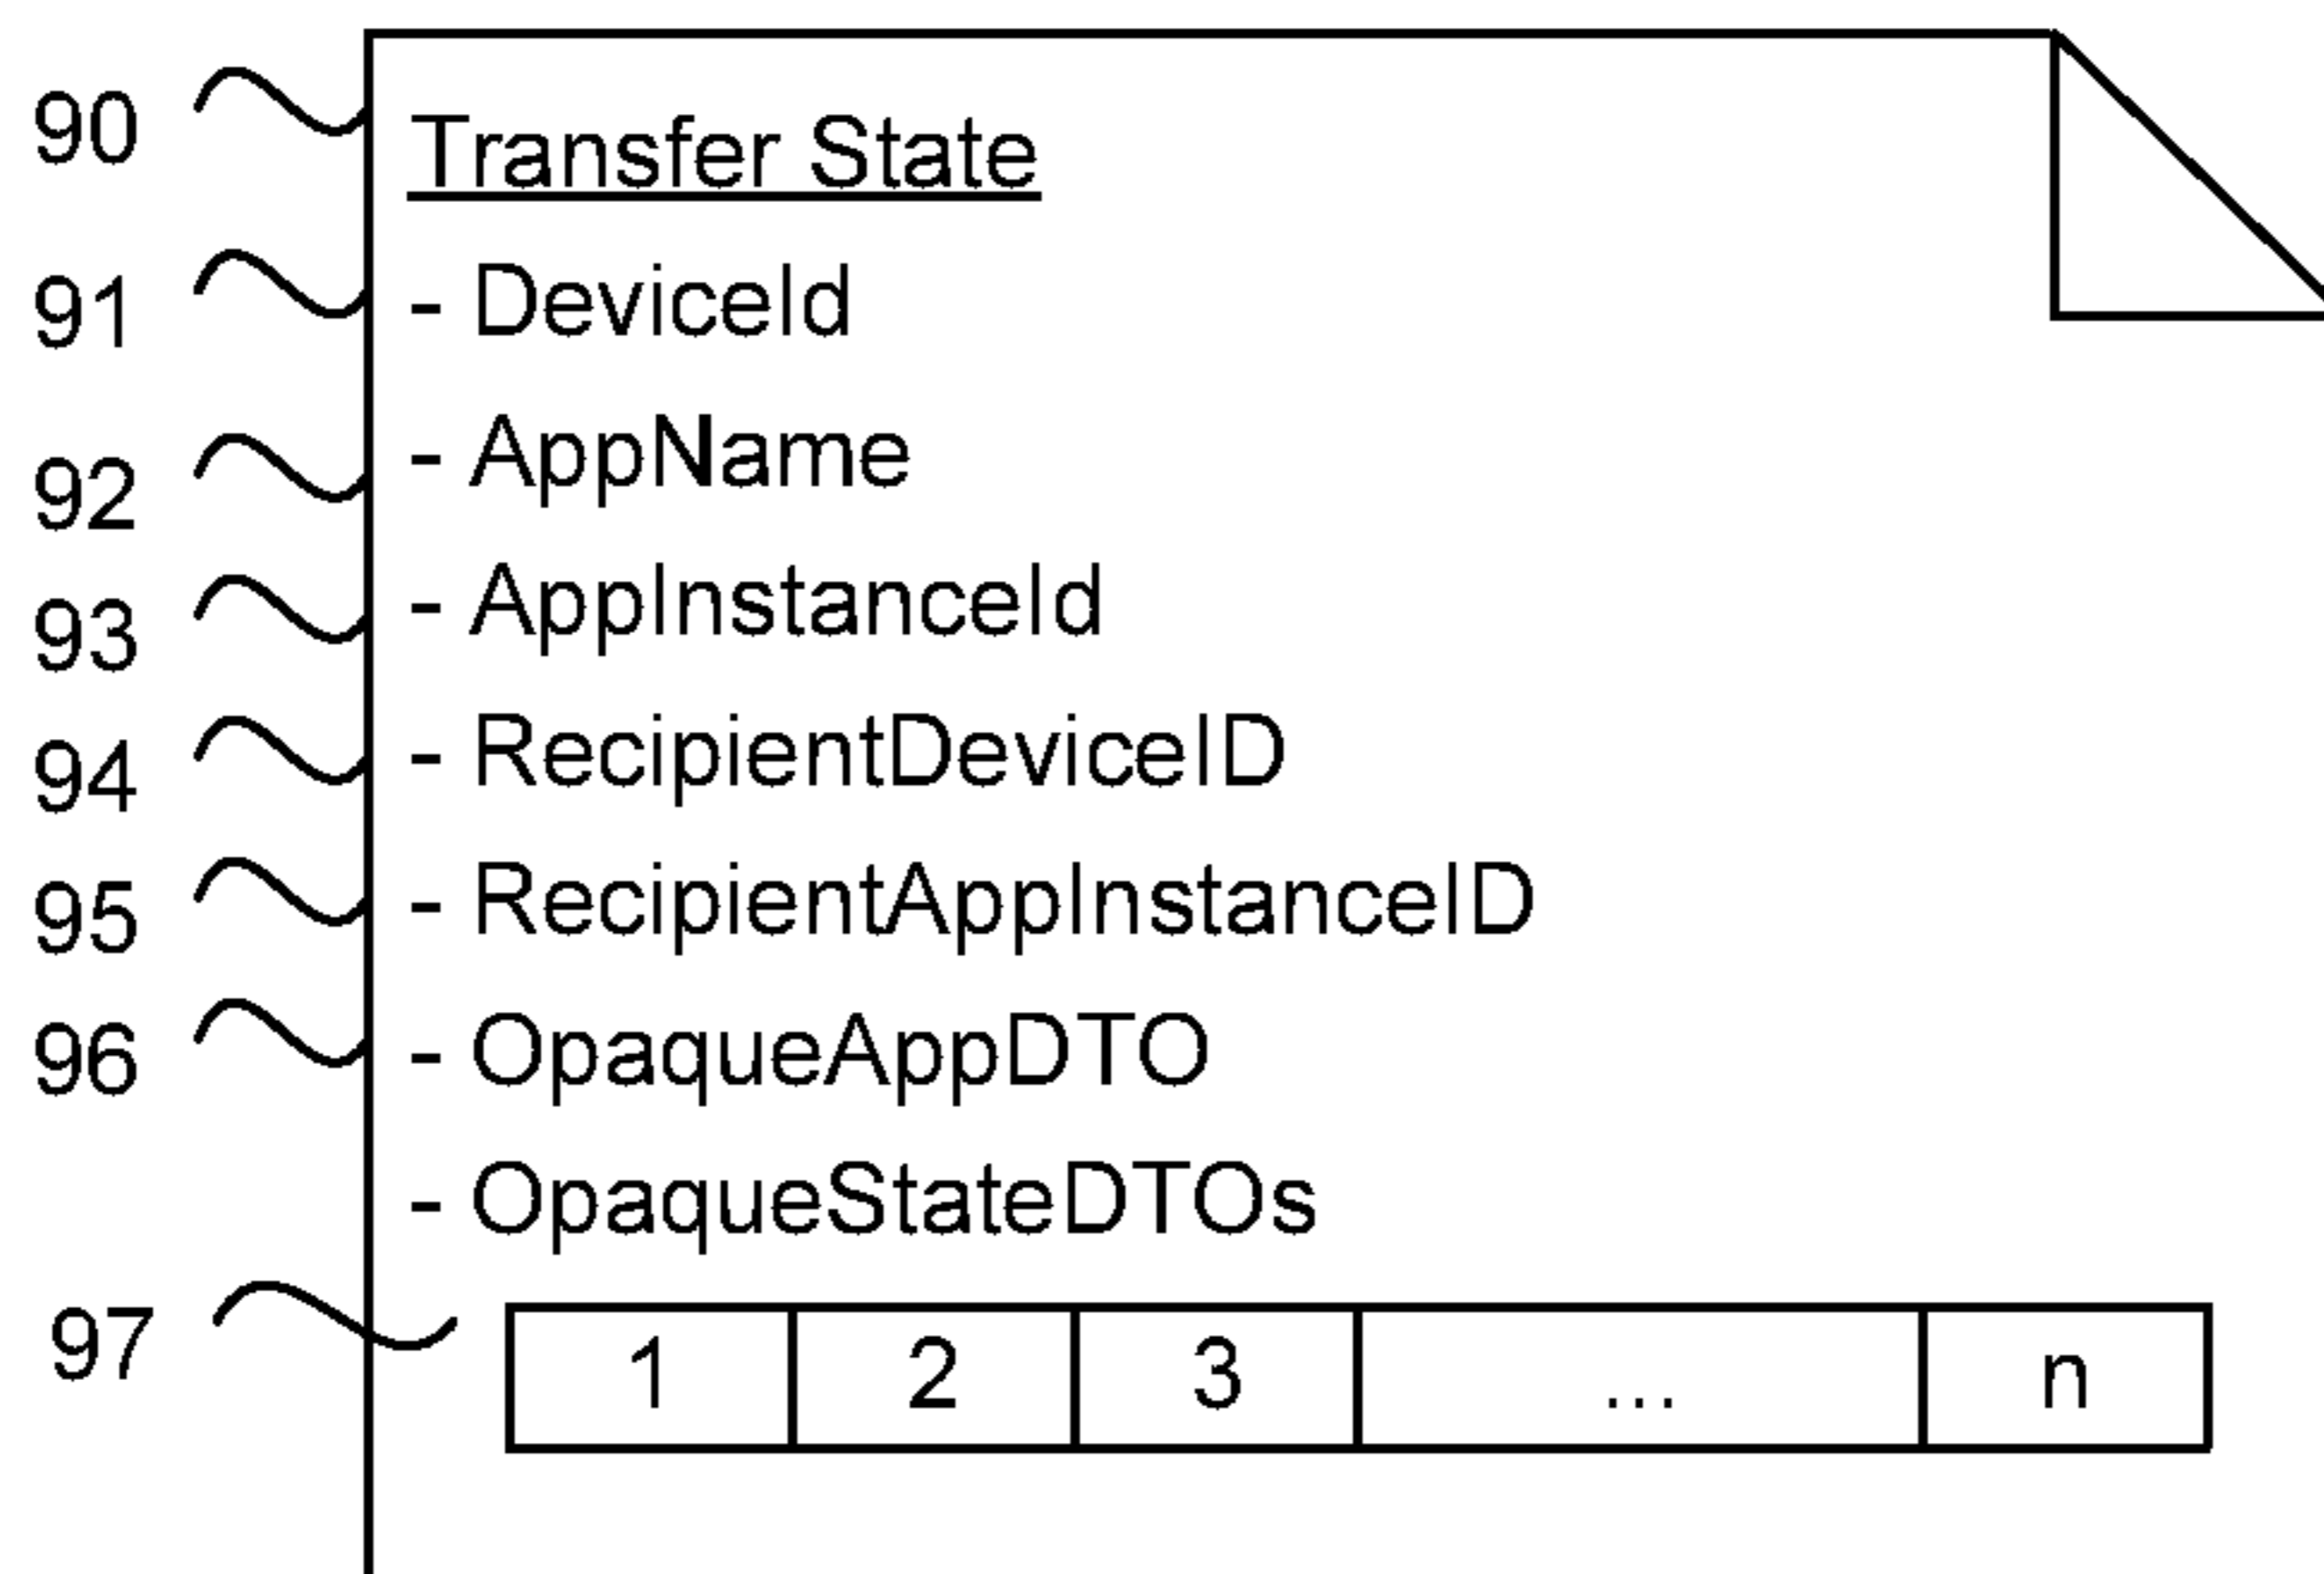 90 Transfer State
91 - DeviceId
92 - AppName
93 - AppInstanceId
94 - RecipientDeviceID
95 - RecipientAppInstanceID
96 - OpaqueAppDTO
- OpaqueStateDTOs
97 1 2 3 ... n